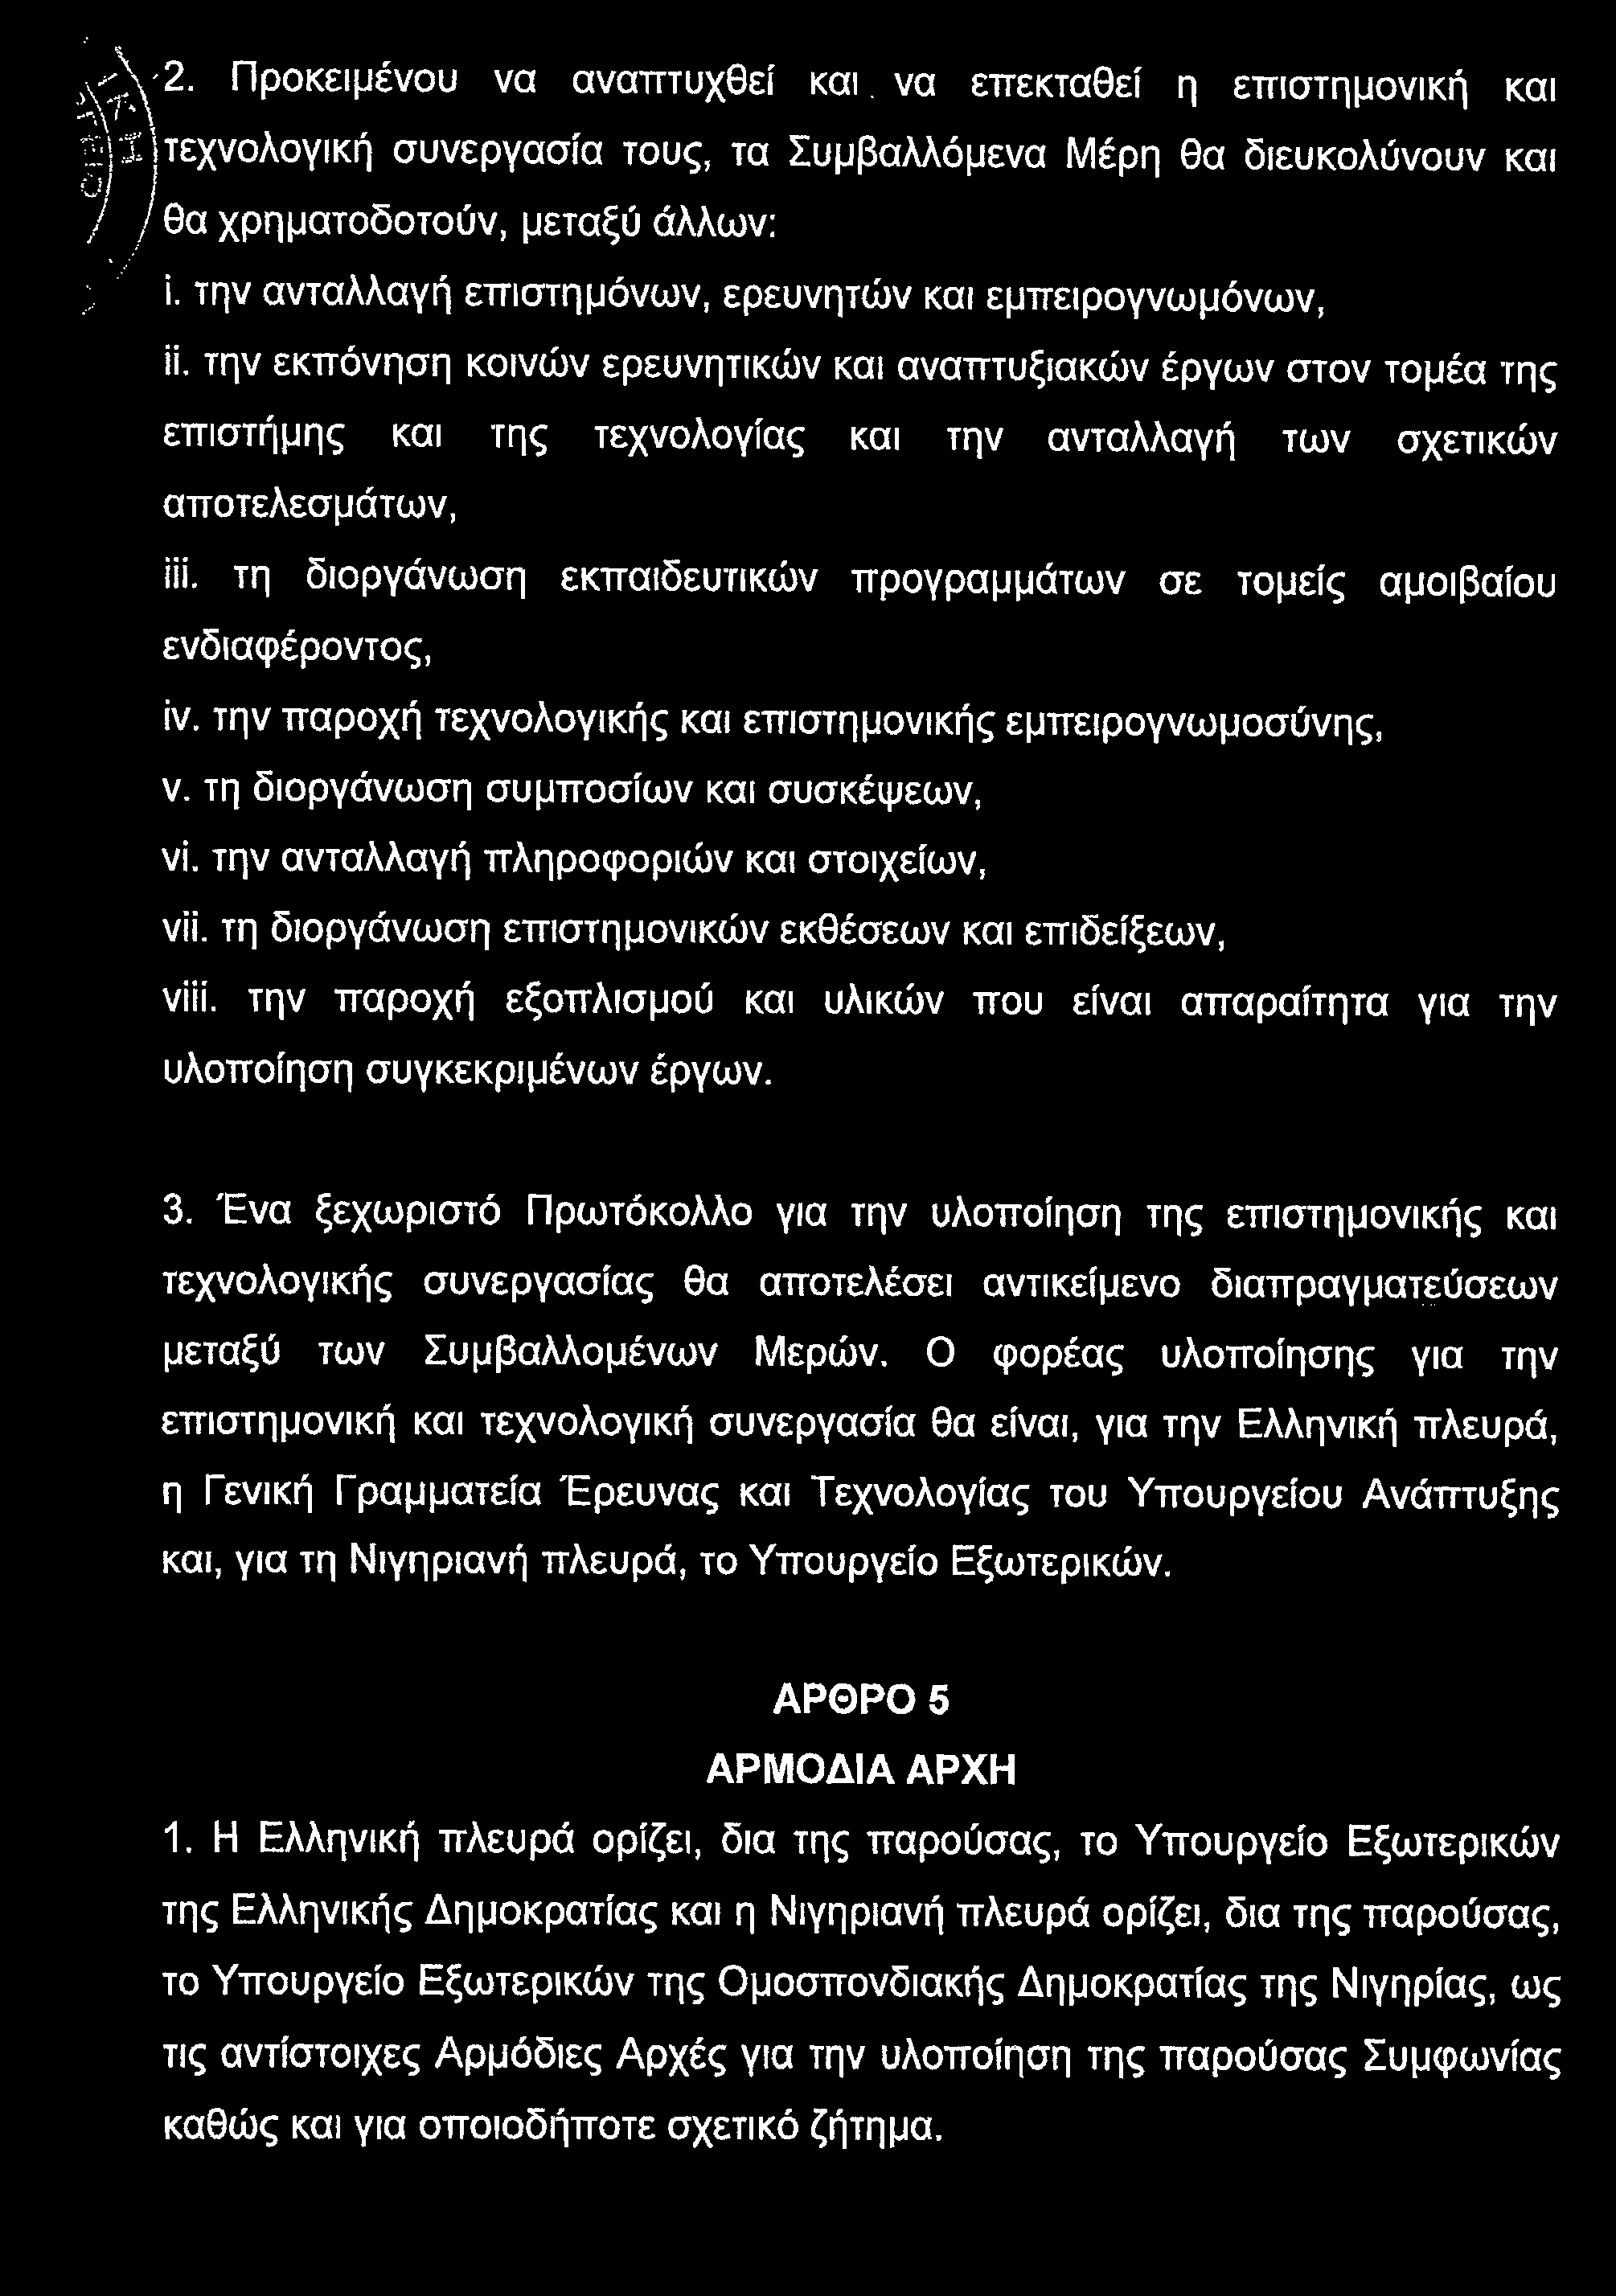 2. Προκειμένου να αναπτυχθεί και. να επεκταθεί η επιστημονική και
τεχνολογική συνεργασία τους, τα Συμβαλλόμενα Μέρη θα διευκολύνουν και
θα χρηματοδοτούν, μεταξύ άλλων:
i. την ανταλλαγή επιστημόνων, ερευνητών και εμπειρογνωμόνων,
ii. την εκπόνηση κοινών ερευνητικών και αναπτυξιακών έργων στον τομέα της
επιστήμης και της τεχνολογίας και την ανταλλαγή των σχετικών
αποτελεσμάτων,
iii. τη διοργάνωση εκπαιδευτικών προγραμμάτων σε τομείς αμοιβαίου
ενδιαφέροντος,
iv. την παροχή τεχνολογικής και επιστημονικής εμπειρογνωμοσύνης,
v. τη διοργάνωση συμποσίων και συσκέψεων,
vi. την ανταλλαγή πληροφοριών και στοιχείων,
vii. τη διοργάνωση επιστημονικών εκθέσεων και επιδείξεων,
viii. την παροχή εξοπλισμού και υλικών που είναι απαραίτητα για την
υλοποίηση συγκεκριμένων έργων.
3. Ένα ξεχωριστό Πρωτόκολλο για την υλοποίηση της επιστημονικής και
τεχνολογικής συνεργασίας θα αποτελέσει αντικείμενο διαπραγματεύσεων
μεταξύ των Συμβαλλομένων Μερών. Ο φορέας υλοποίησης για την
επιστημονική και τεχνολογική συνεργασία θα είναι, για την Ελληνική πλευρά,
η Γενική Γραμματεία Έρευνας και Τεχνολογίας του Υπουργείου Ανάπτυξης
και, για τη Νιγηριανή πλευρά, το Υπουργείο Εξωτερικών.
ΑΡΘΡΟ 5
ΑΡΜΟΔΙΑ ΑΡΧΗ
1. Η Ελληνική πλευρά ορίζει, δια της παρούσας, το Υπουργείο Εξωτερικών
της Ελληνικής Δημοκρατίας και η Νιγηριανή πλευρά ορίζει, δια της παρούσας,
το Υπουργείο Εξωτερικών της Ομοσπονδιακής Δημοκρατίας της Νιγηρίας, ως
τις αντίστοιχες Αρμόδιες Αρχές για την υλοποίηση της παρούσας Συμφωνίας
καθώς και για οποιοδήποτε σχετικό ζήτημα.